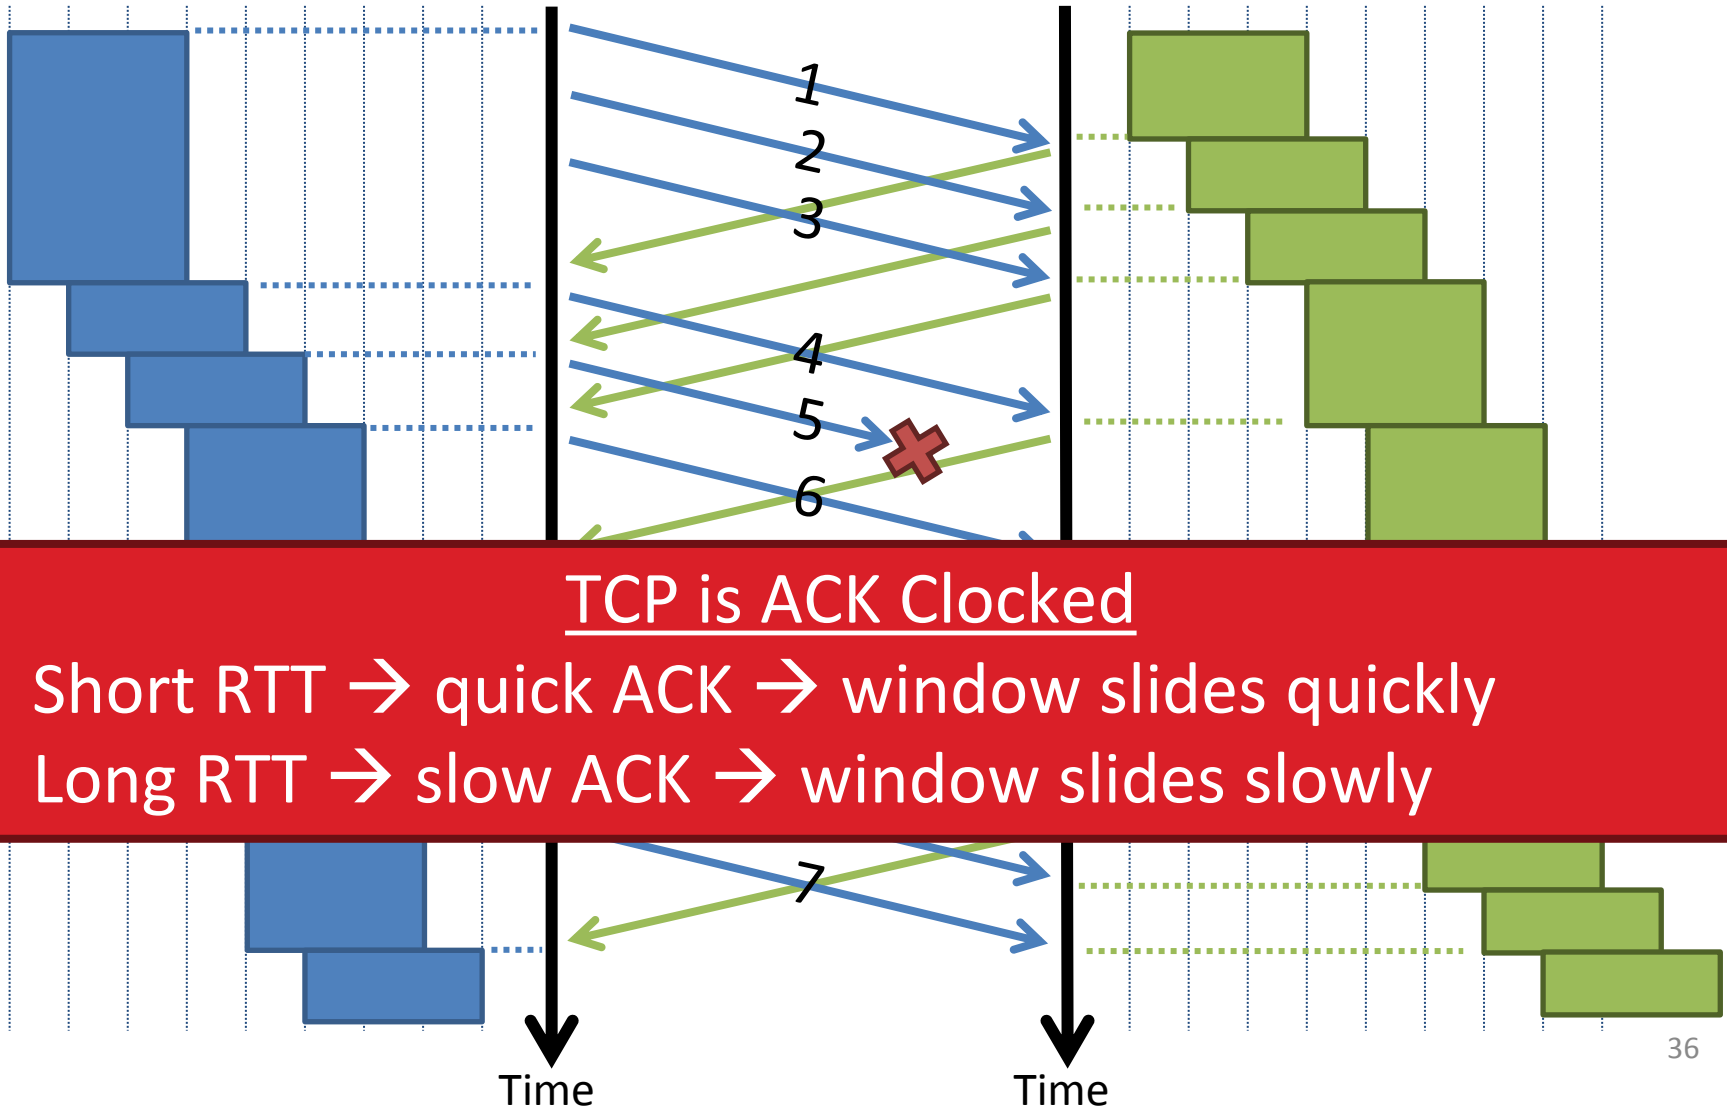 1
2
3
4
5
6
TCP is ACK Clocked
Short RTT → quick ACK → window slides quickly
Long RTT → slow ACK → window slides slowly
7
36
Time Time